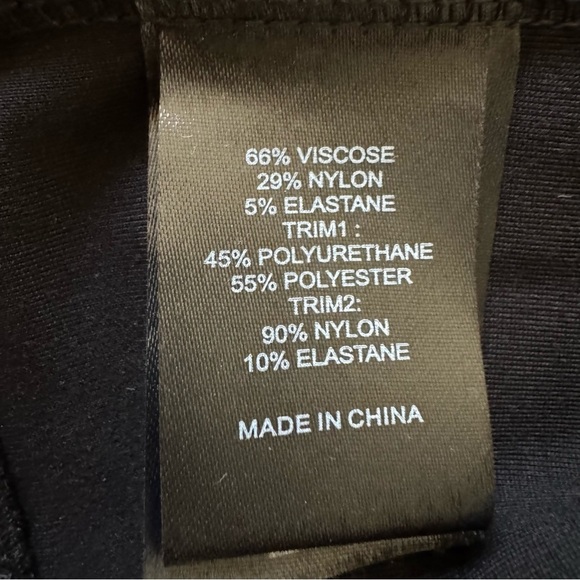 66% VISCOSE
29% NYLON
5% ELASTANE
TRIM1 :
45% POLYURETHANE
55% POLYESTER
TRIM2:
90% NYLON
10% ELASTANE
MADE IN CHINA